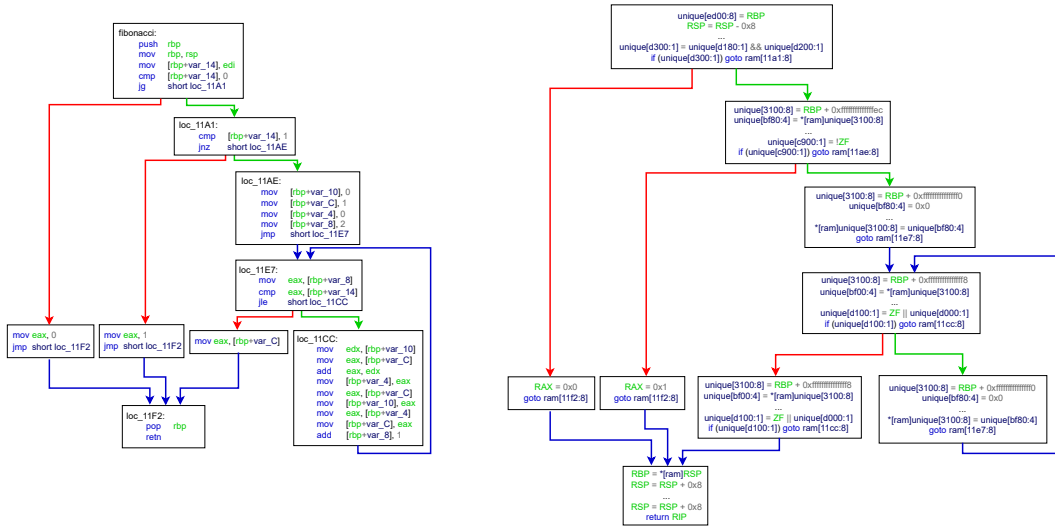 fibonacci:
push rbp
mov rbp, rsp
mov [rbp+var_14], edi
cmp [rbp+var_14], 0
jg short loc_11A1
loc_11A1:
cmp [rbp+var_14], 1
jnz short loc_11AE
loc_11AE:
mov [rbp+var_10], 0
mov [rbp+var_C], 1
mov [rbp+var_4], 0
mov [rbp+var_8], 2
jmp short loc_11E7
loc_11E7:
mov eax, [rbp+var_8]
cmp eax, [rbp+var_14]
jle short loc_11CC
mov eax, 0
jmp short loc_11F2
mov eax, 1
jmp short loc_11F2
mov eax, [rbp+var_C]
loc_11CC:
mov edx, [rbp+var_10]
mov eax, [rbp+var_C]
add eax, edx
mov [rbp+var_4], eax
mov eax, [rbp+var_C]
mov [rbp+var_10], eax
mov eax, [rbp+var_4]
mov [rbp+var_C], eax
add [rbp+var_8], 1
loc_11F2:
pop rbp
retn
unique[ed00:8] = RBP
RSP = RSP - 0x8
...
unique[d300:1] = unique[d180:1] && unique[d200:1]
if (unique[d300:1]) goto ram[11a1:8]
unique[3100:8] = RBP + 0xffffffffffffffec
unique[bf80:4] = *[ram]unique[3100:8]
...
unique[c900:1] = !ZF
if (unique[c900:1]) goto ram[11ae:8]
unique[3100:8] = RBP + 0xfffffffffffffff0
unique[bf80:4] = 0x0
...
*[ram]unique[3100:8] = unique[bf80:4]
goto ram[11e7:8]
unique[3100:8] = RBP + 0xfffffffffffffff8
unique[bf00:4] = *[ram]unique[3100:8]
...
unique[d100:1] = ZF || unique[d000:1]
if (unique[d100:1]) goto ram[11cc:8]
RAX = 0x0
goto ram[11f2:8]
RAX = 0x1
goto ram[11f2:8]
unique[3100:8] = RBP + 0xfffffffffffffff8
unique[bf00:4] = *[ram]unique[3100:8]
...
unique[d100:1] = ZF || unique[d000:1]
if (unique[d100:1]) goto ram[11cc:8]
unique[3100:8] = RBP + 0xfffffffffffffff0
unique[bf80:4] = 0x0
...
*[ram]unique[3100:8] = unique[bf80:4]
goto ram[11e7:8]
RBP = *[ram]RSP
RSP = RSP + 0x8
...
RSP = RSP + 0x8
return RIP